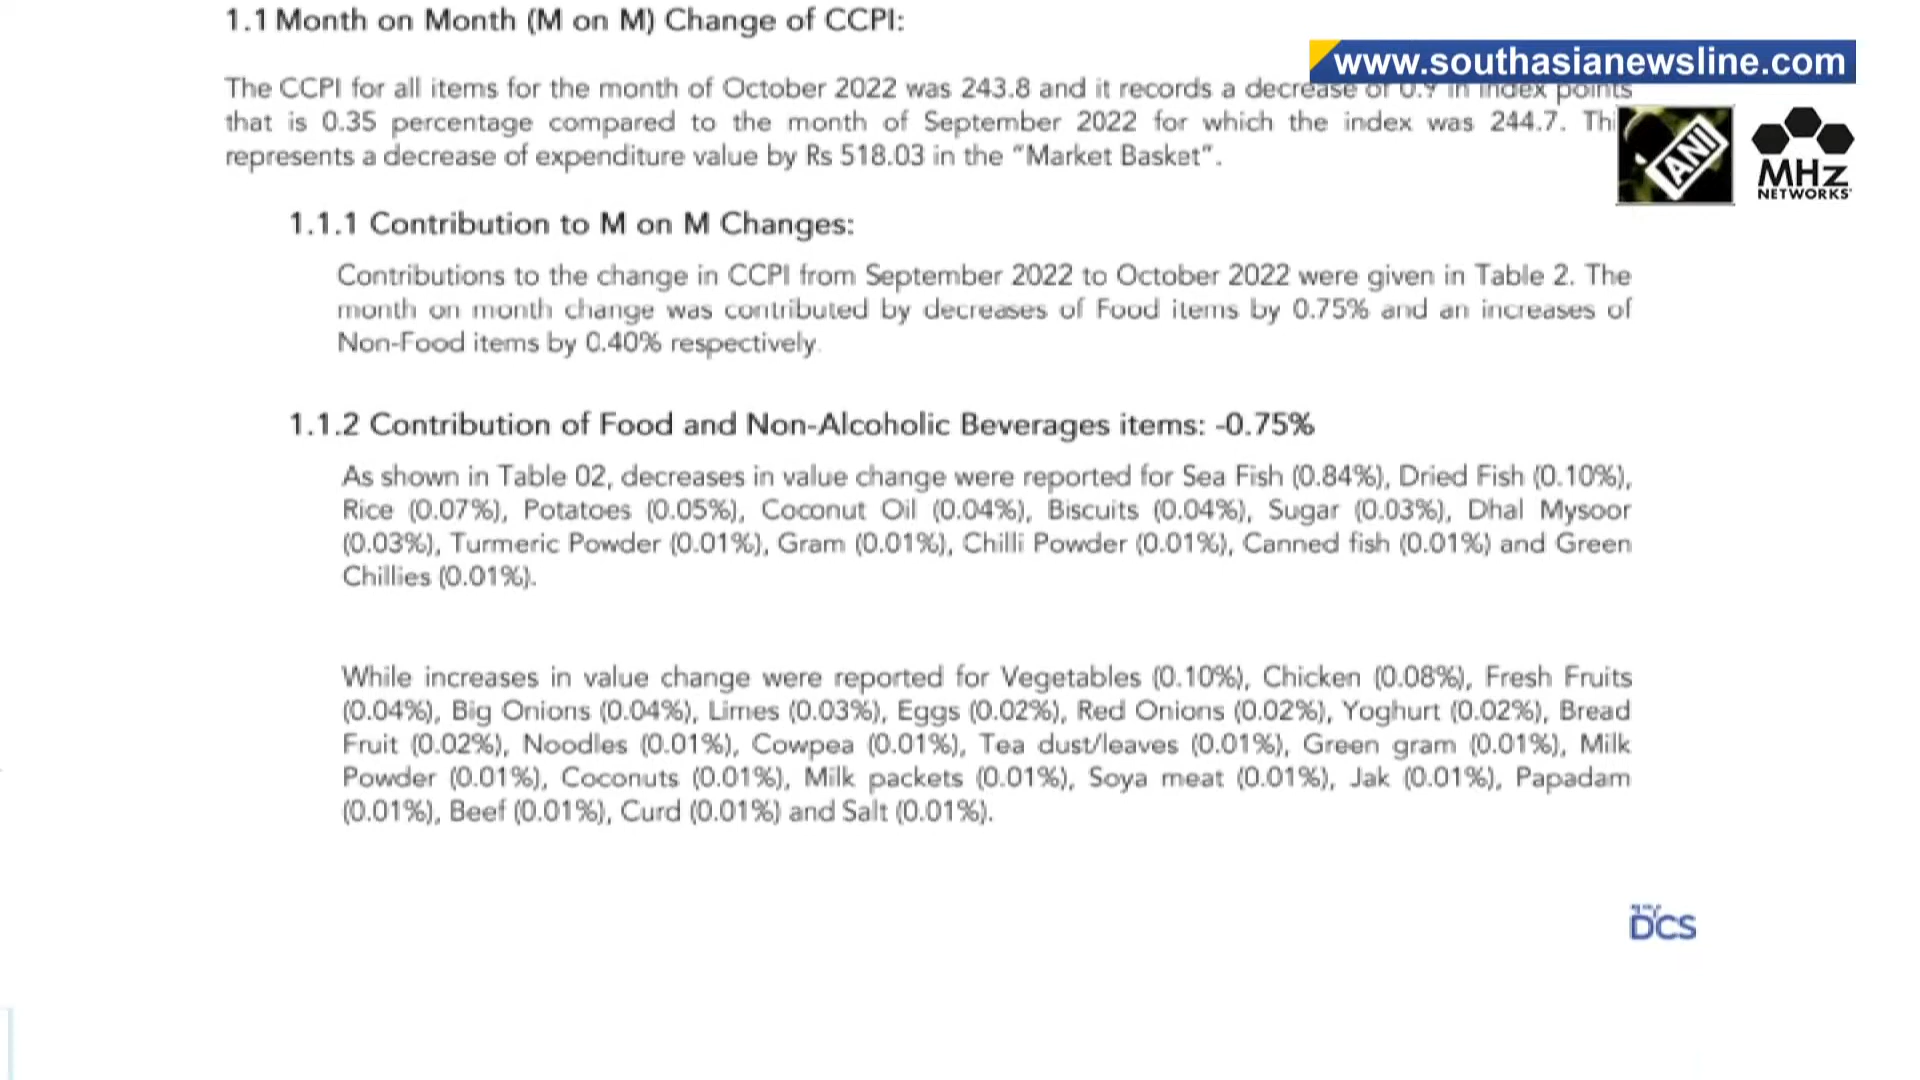 1.1 Month on Month (M on M) Change of CCPI:
www.southasianewsline.com
The CCPI for all items for the month of October 2022 was 243.8 and it records a decrease of 0.9 in index points
that is 0.35 percentage compared to the month of September 2022 for which the index was 244.7. Thi
represents a decrease of expenditure value by Rs 518.03 in the “Market Basket”.
ANI
MHz
NETWORKS
1.1.1 Contribution to M on M Changes:
Contributions to the change in CCPI from September 2022 to October 2022 were given in Table 2. The
month on month change was contributed by decreases of Food items by 0.75% and an increases of
Non-Food items by 0.40% respectively.
1.1.2 Contribution of Food and Non-Alcoholic Beverages items: -0.75%
As shown in Table 02, decreases in value change were reported for Sea Fish (0.84%), Dried Fish (0.10%),
Rice (0.07%), Potatoes (0.05%), Coconut Oil (0.04%), Biscuits (0.04%), Sugar (0.03%), Dhal Mysoor
(0.03%), Turmeric Powder (0.01%), Gram (0.01%), Chilli Powder (0.01%), Canned fish (0.01%) and Green
Chillies (0.01%).
While increases in value change were reported for Vegetables (0.10%), Chicken (0.08%), Fresh Fruits
(0.04%), Big Onions (0.04%), Limes (0.03%), Eggs (0.02%), Red Onions (0.02%), Yoghurt (0.02%), Bread
Fruit (0.02%), Noodles (0.01%), Cowpea (0.01%), Tea dust/leaves (0.01%), Green gram (0.01%), Milk
Powder (0.01%), Coconuts (0.01%), Milk packets (0.01%), Soya meat (0.01%), Jak (0.01%), Papadam
(0.01%), Beef (0.01%), Curd (0.01%) and Salt (0.01%).
DCS